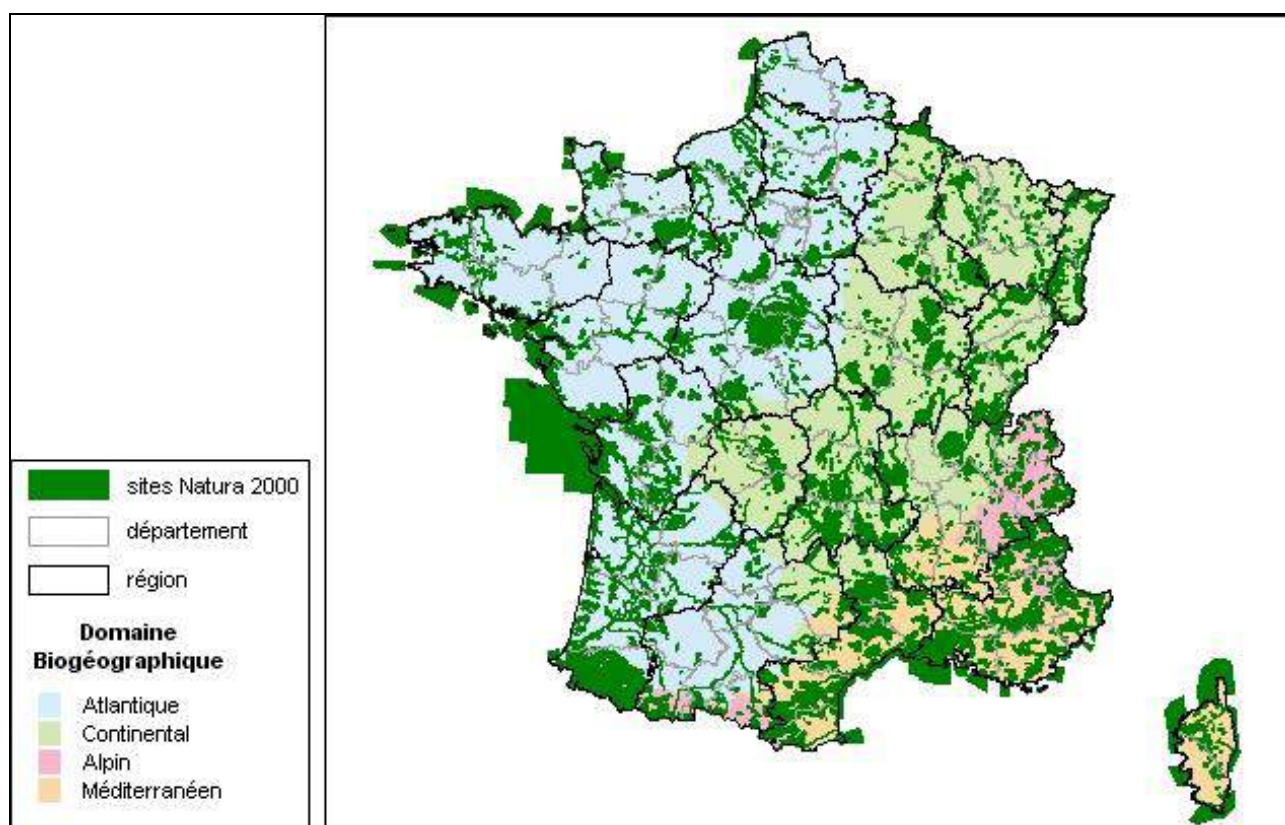 sites Natura 2000
département
région
Domaine
Biogéographique
Atlantique
Continental
Alpin
Méditerranéen